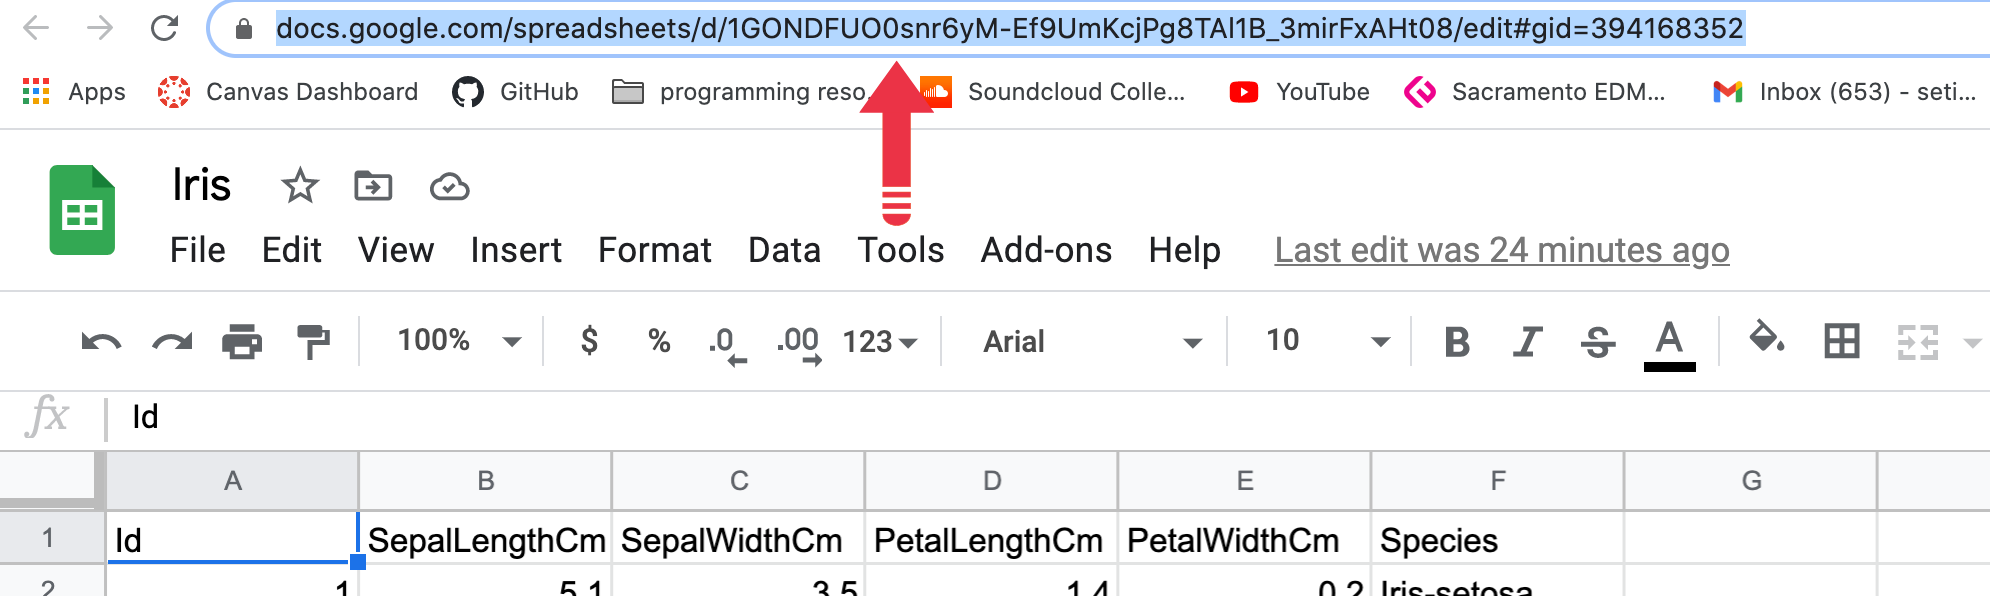 docs.google.com/spreadsheets/d/1GONDFUO0snr6yM-Ef9UmKcjPg8TAl1B_3mirFxAHt08/edit#gid=394168352
Apps Canvas Dashboard GitHub programming reso... Soundcloud Colle... YouTube Sacramento EDM... Inbox (653) - seti...
Iris
File Edit View Insert Format Data Tools Add-ons Help Last edit was 24 minutes ago
100% $ % .0 .00 123 Arial 10 B I S A
fx Id
A B C D E F G
1 Id SepalLengthCm SepalWidthCm PetalLengthCm PetalWidthCm Species
2 1 5.1 3.5 1.4 0.2 Iris-setosa